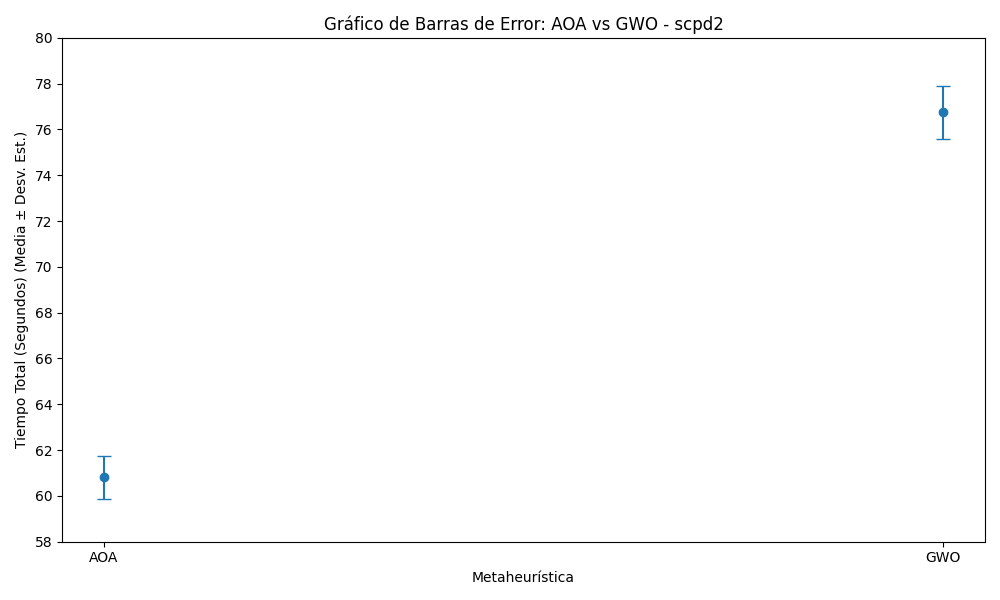 Gráfico de Barras de Error: AOA vs GWO - scpd2
Tiempo Total (Segundos) (Media ± Desv. Est.)
80
78
76
74
72
70
68
66
64
62
60
58
AOA
GWO
Metaheurística